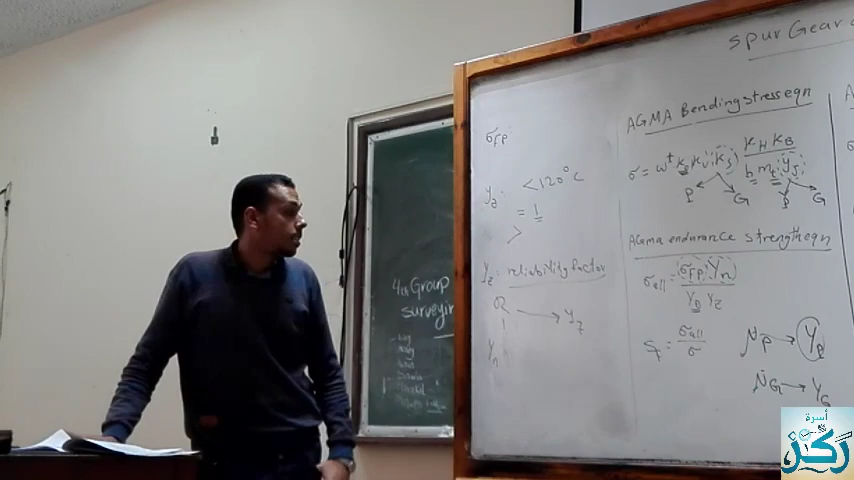 spur Gear
AGMA Bending stress eqn
σ = W^t K_o K_v K_s (K_H K_B)/(b m_t Y_J)
P G P G
AGma endurance strength eqn
σ_all = (σ_FP Y_n)/(Y_θ Y_Z)
S_f = σ_all/σ
N_P → Y_P
N_G → Y_G
σ_FP
<120°C
= 1
>
Y_Z: reliability factor
R → Y_Z
Y_n
4th Group
surveyin
أسرة
ركز